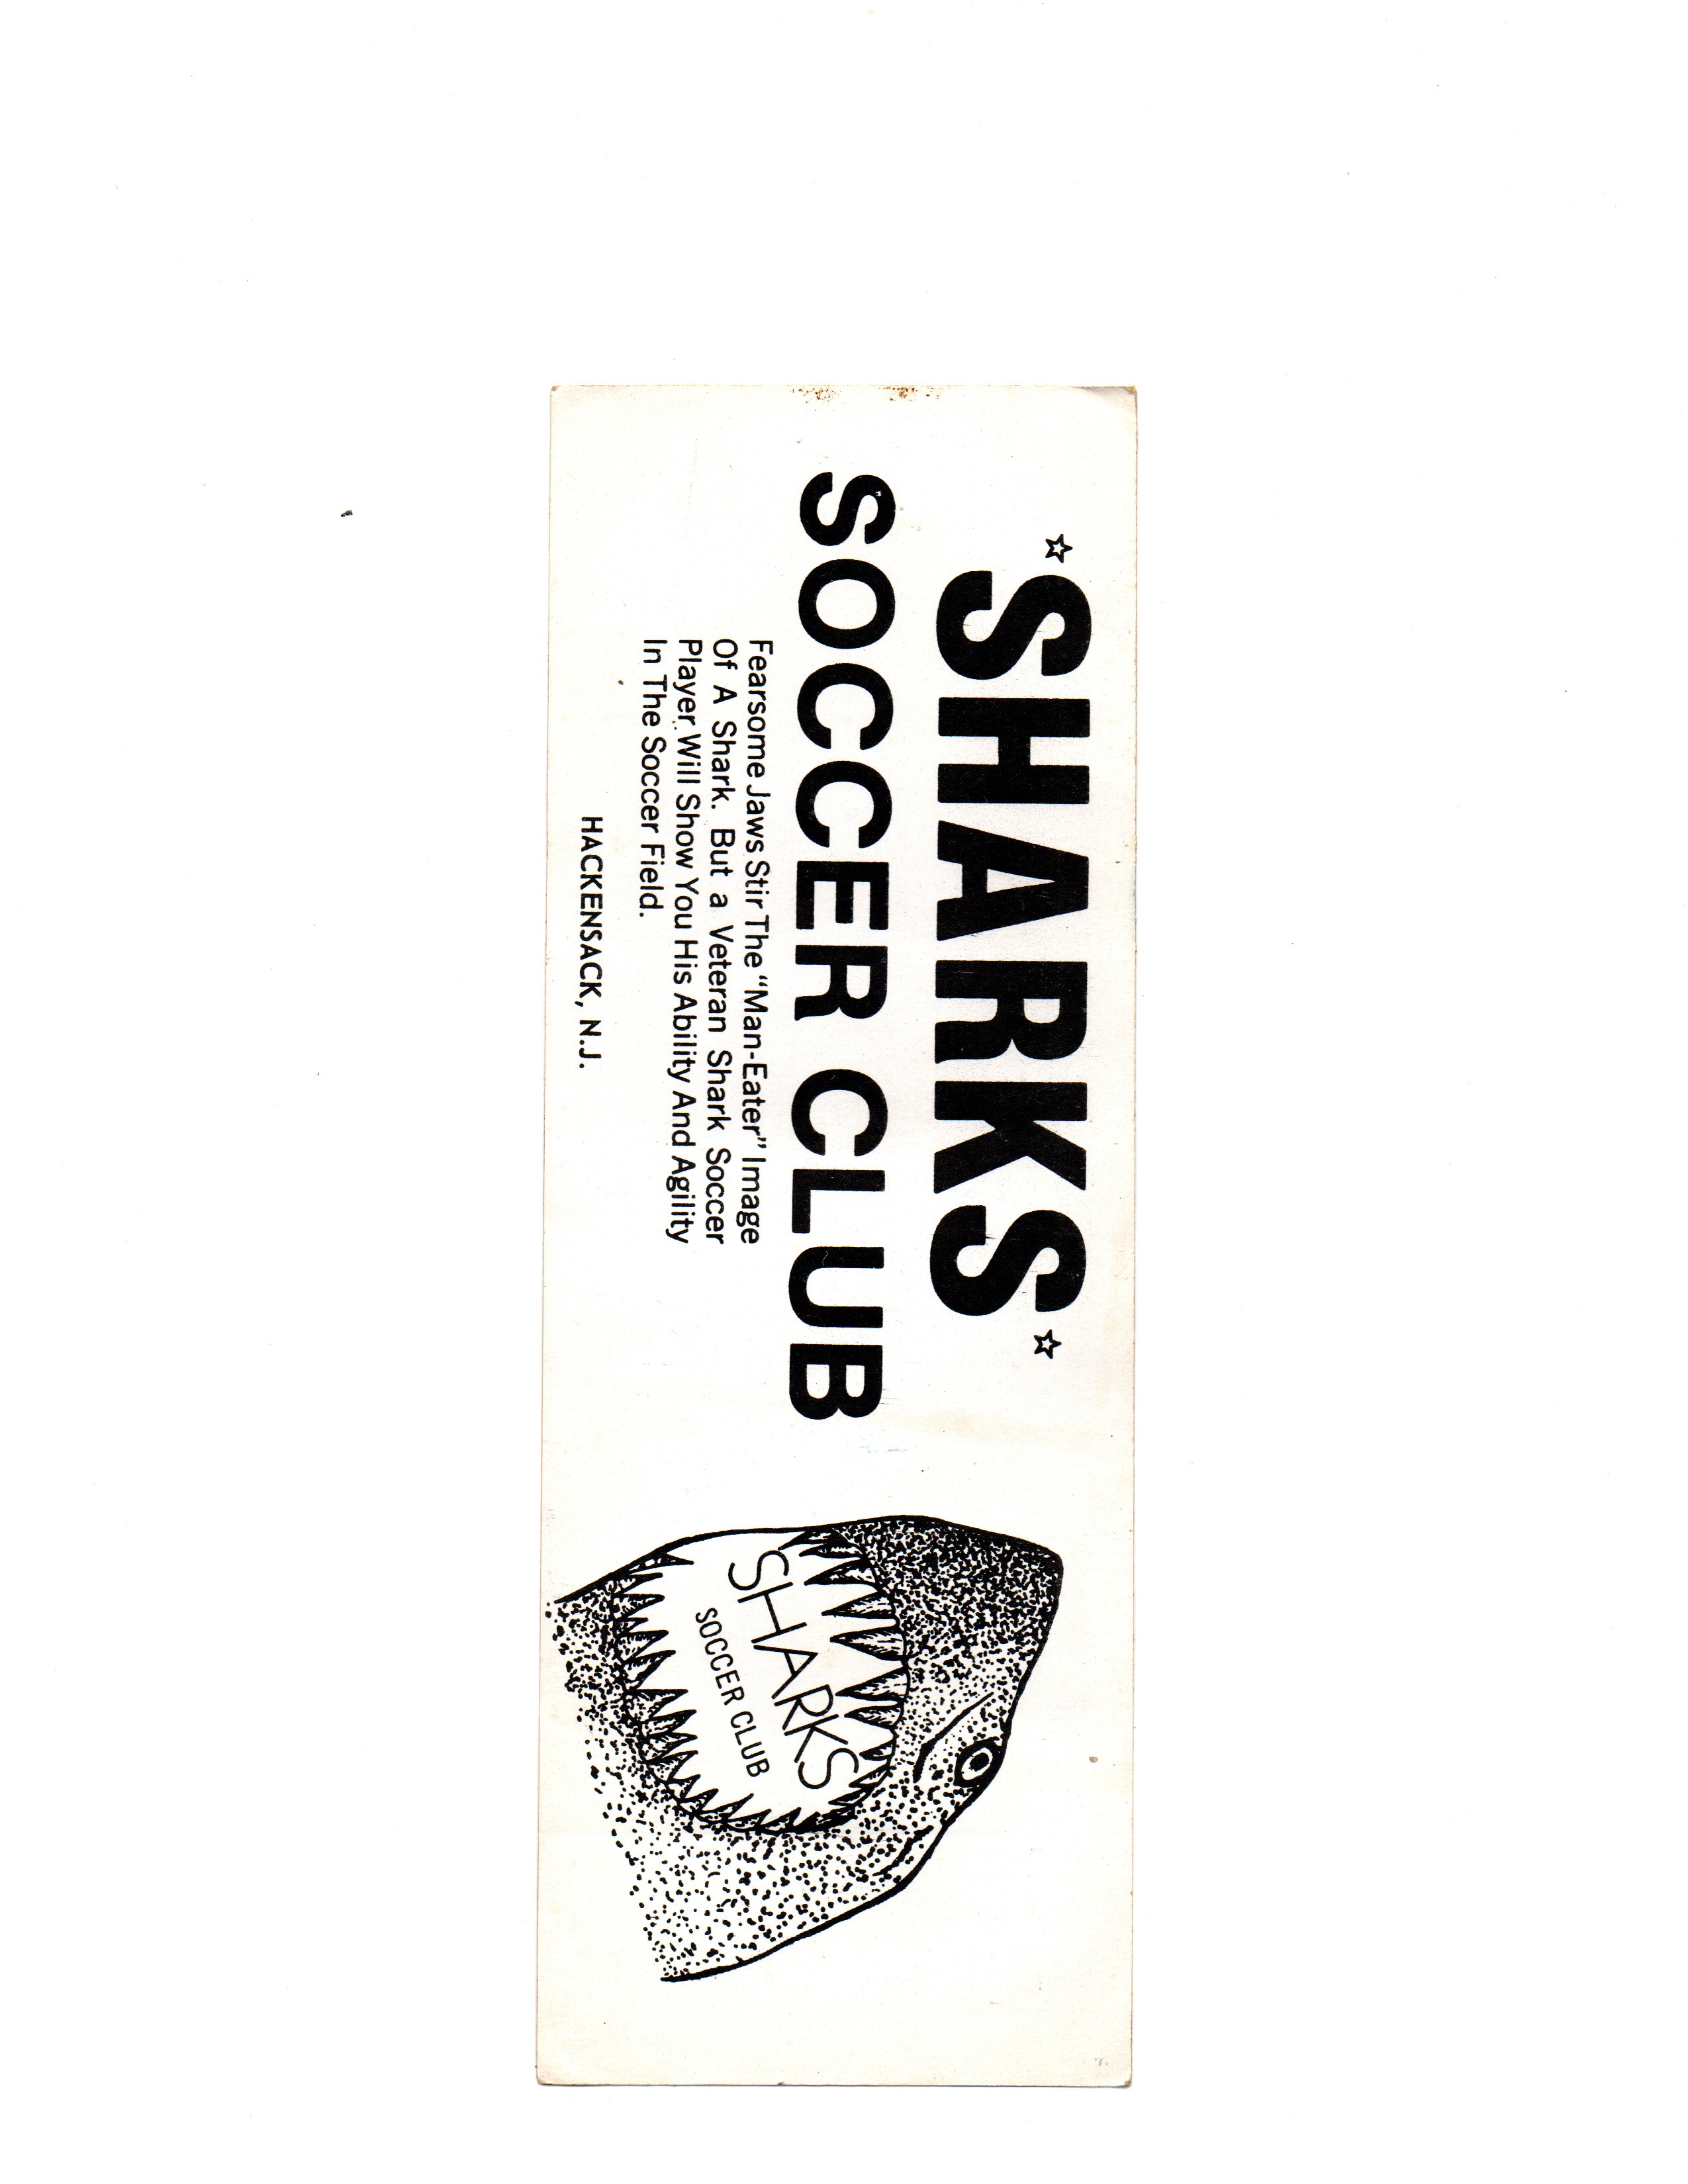 ☆SHARKS☆
SOCCER CLUB
Fearsome Jaws Stir The “Man-Eater” Image
Of A Shark. But a Veteran Shark Soccer
Player Will Show You His Ability And Agility
In The Soccer Field.
HACKENSACK, N.J.
SHARKS
SOCCER CLUB